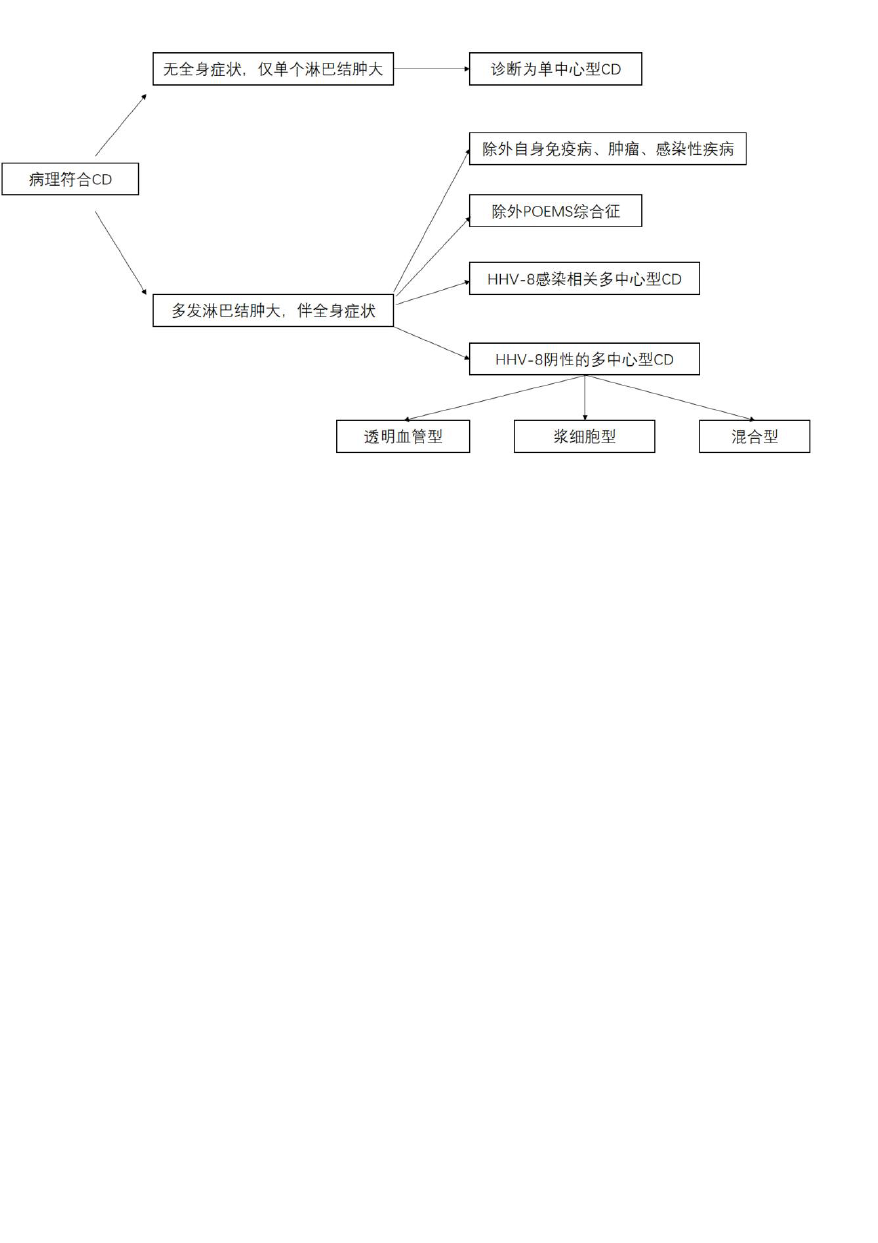 无全身症状，仅单个淋巴结肿大
诊断为单中心型CD
除外自身免疫病、肿瘤、感染性疾病
病理符合CD
除外POEMS综合征
HHV-8感染相关多中心型CD
多发淋巴结肿大，伴全身症状
HHV-8阴性的多中心型CD
透明血管型
浆细胞型
混合型